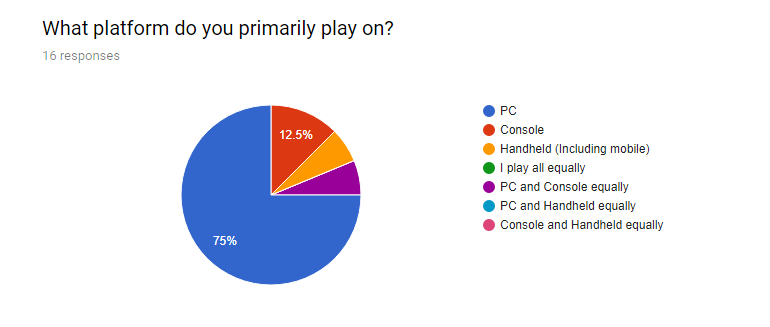 What platform do you primarily play on?
16 responses
12.5%
75%
PC
Console
Handheld (Including mobile)
I play all equally
PC and Console equally
PC and Handheld equally
Console and Handheld equally